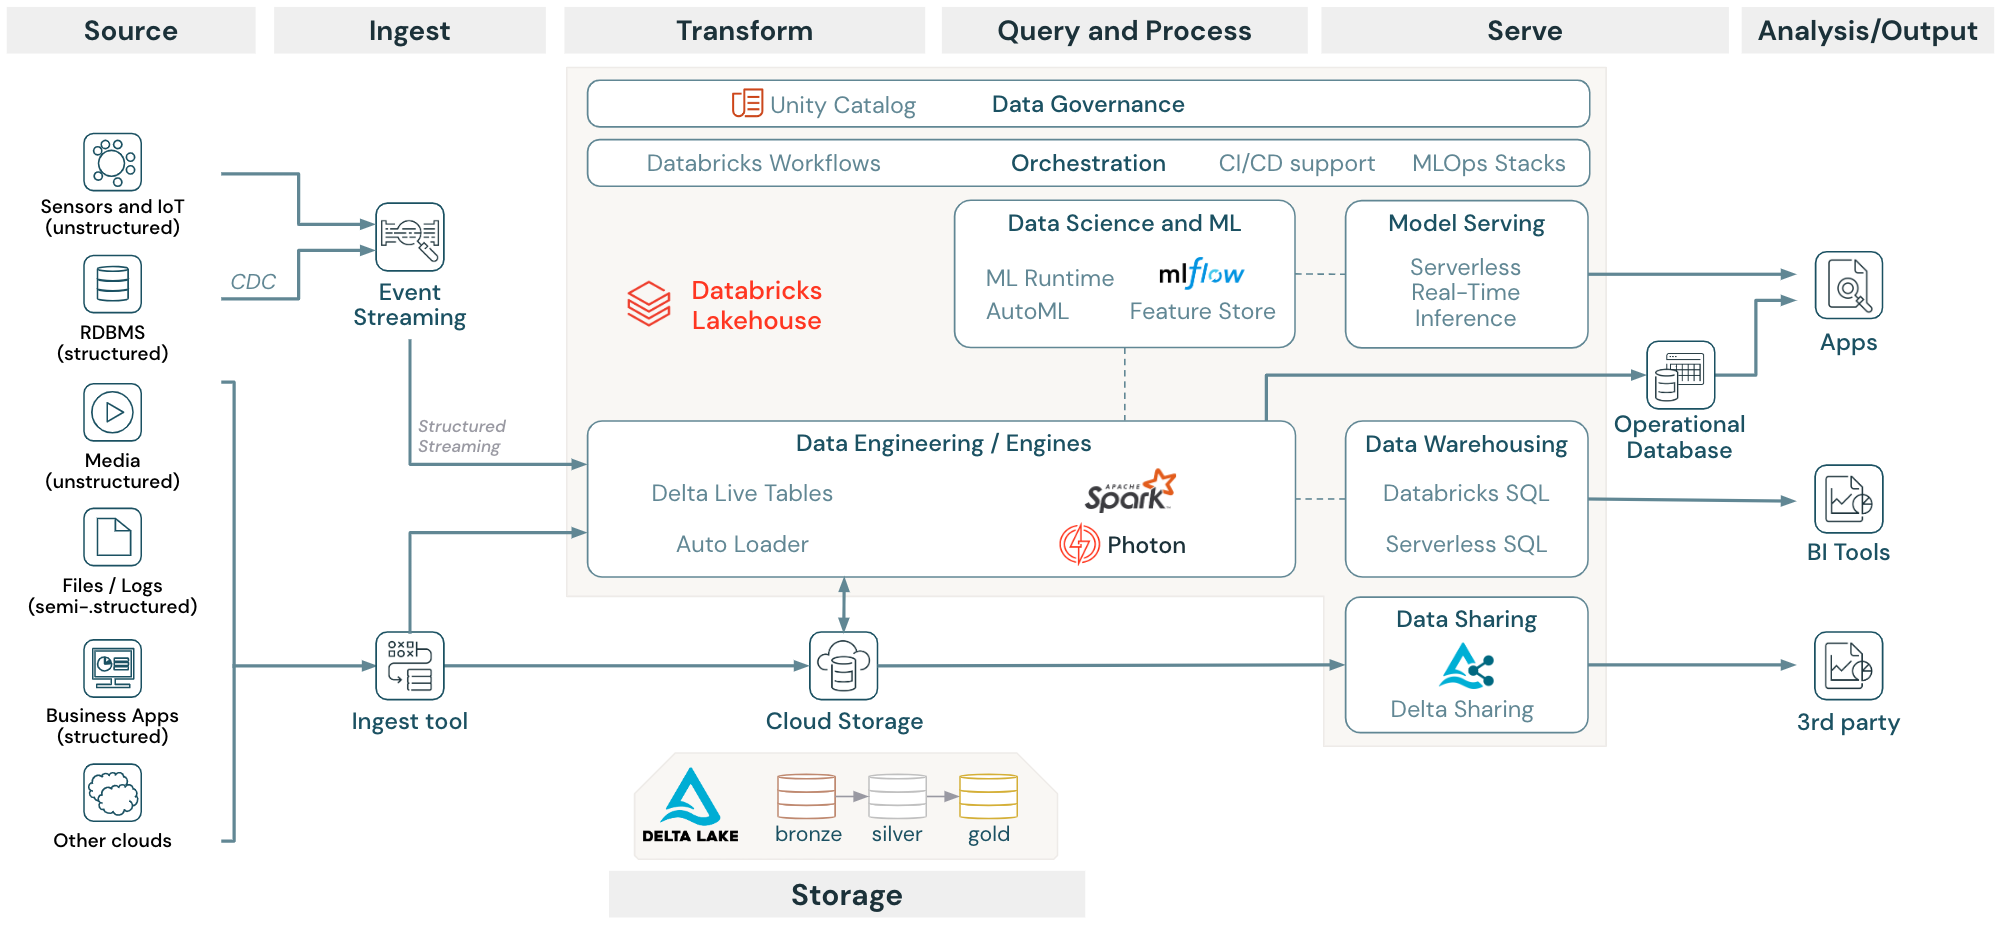 Source
Ingest
Transform
Query and Process
Serve
Analysis/Output
Unity Catalog
Data Governance
Databricks Workflows
Orchestration
CI/CD support
MLOps Stacks
Sensors and IoT
(unstructured)
CDC
RDBMS
(structured)
Media
(unstructured)
Files / Logs
(semi-.structured)
Business Apps
(structured)
Other clouds
Event
Streaming
Structured
Streaming
Ingest tool
Databricks
Lakehouse
Data Science and ML
ML Runtime
mlflow
AutoML
Feature Store
Model Serving
Serverless
Real-Time
Inference
Data Engineering / Engines
Delta Live Tables
APACHE
Spark
Auto Loader
Photon
Data Warehousing
Databricks SQL
Serverless SQL
Operational
Database
Cloud Storage
Data Sharing
Delta Sharing
Apps
BI Tools
3rd party
DELTA LAKE
bronze
silver
gold
Storage